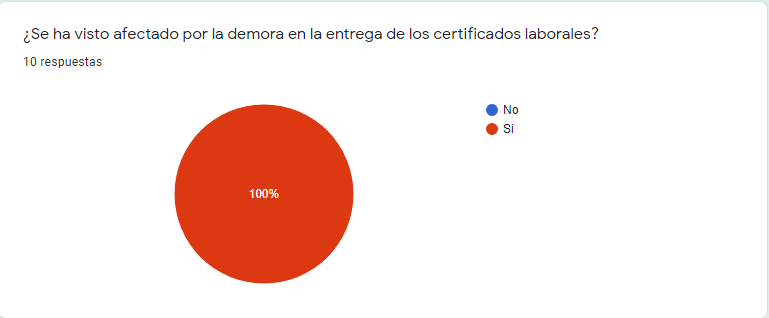 ¿Se ha visto afectado por la demora en la entrega de los certificados laborales?
10 respuestas
No
Si
100%